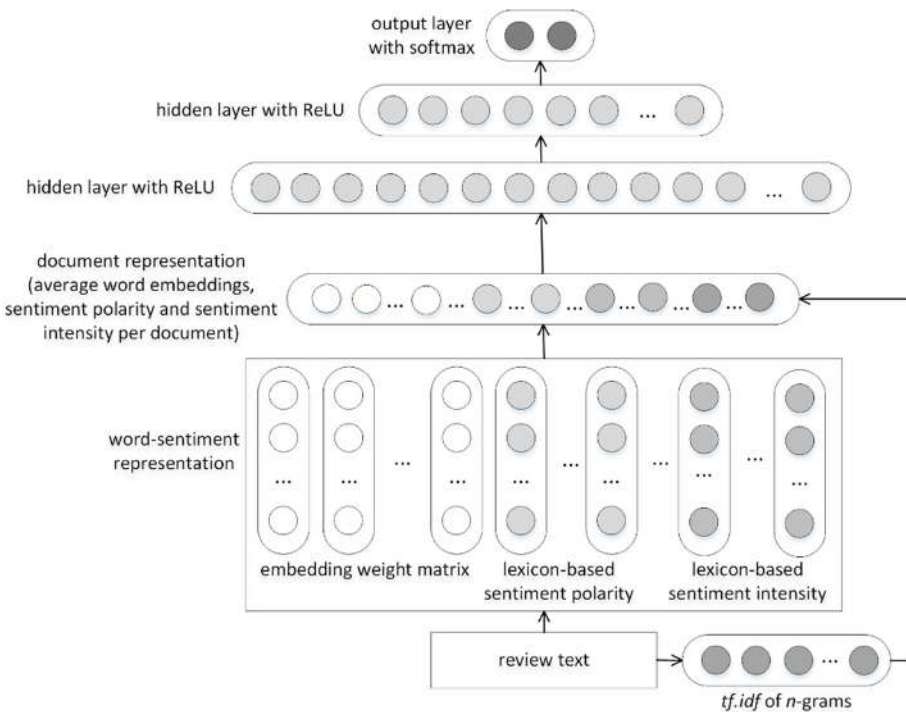 output layer
with softmax
hidden layer with ReLU
...
hidden layer with ReLU
...
document representation
(average word embeddings,
sentiment polarity and sentiment
intensity per document)
... ... ... ... ... ... ...
word-sentiment
representation
... ... ... ...
... ... ... ... ... ... ...
embedding weight matrix
lexicon-based
sentiment polarity
lexicon-based
sentiment intensity
review text
...
tf.idf of n-grams